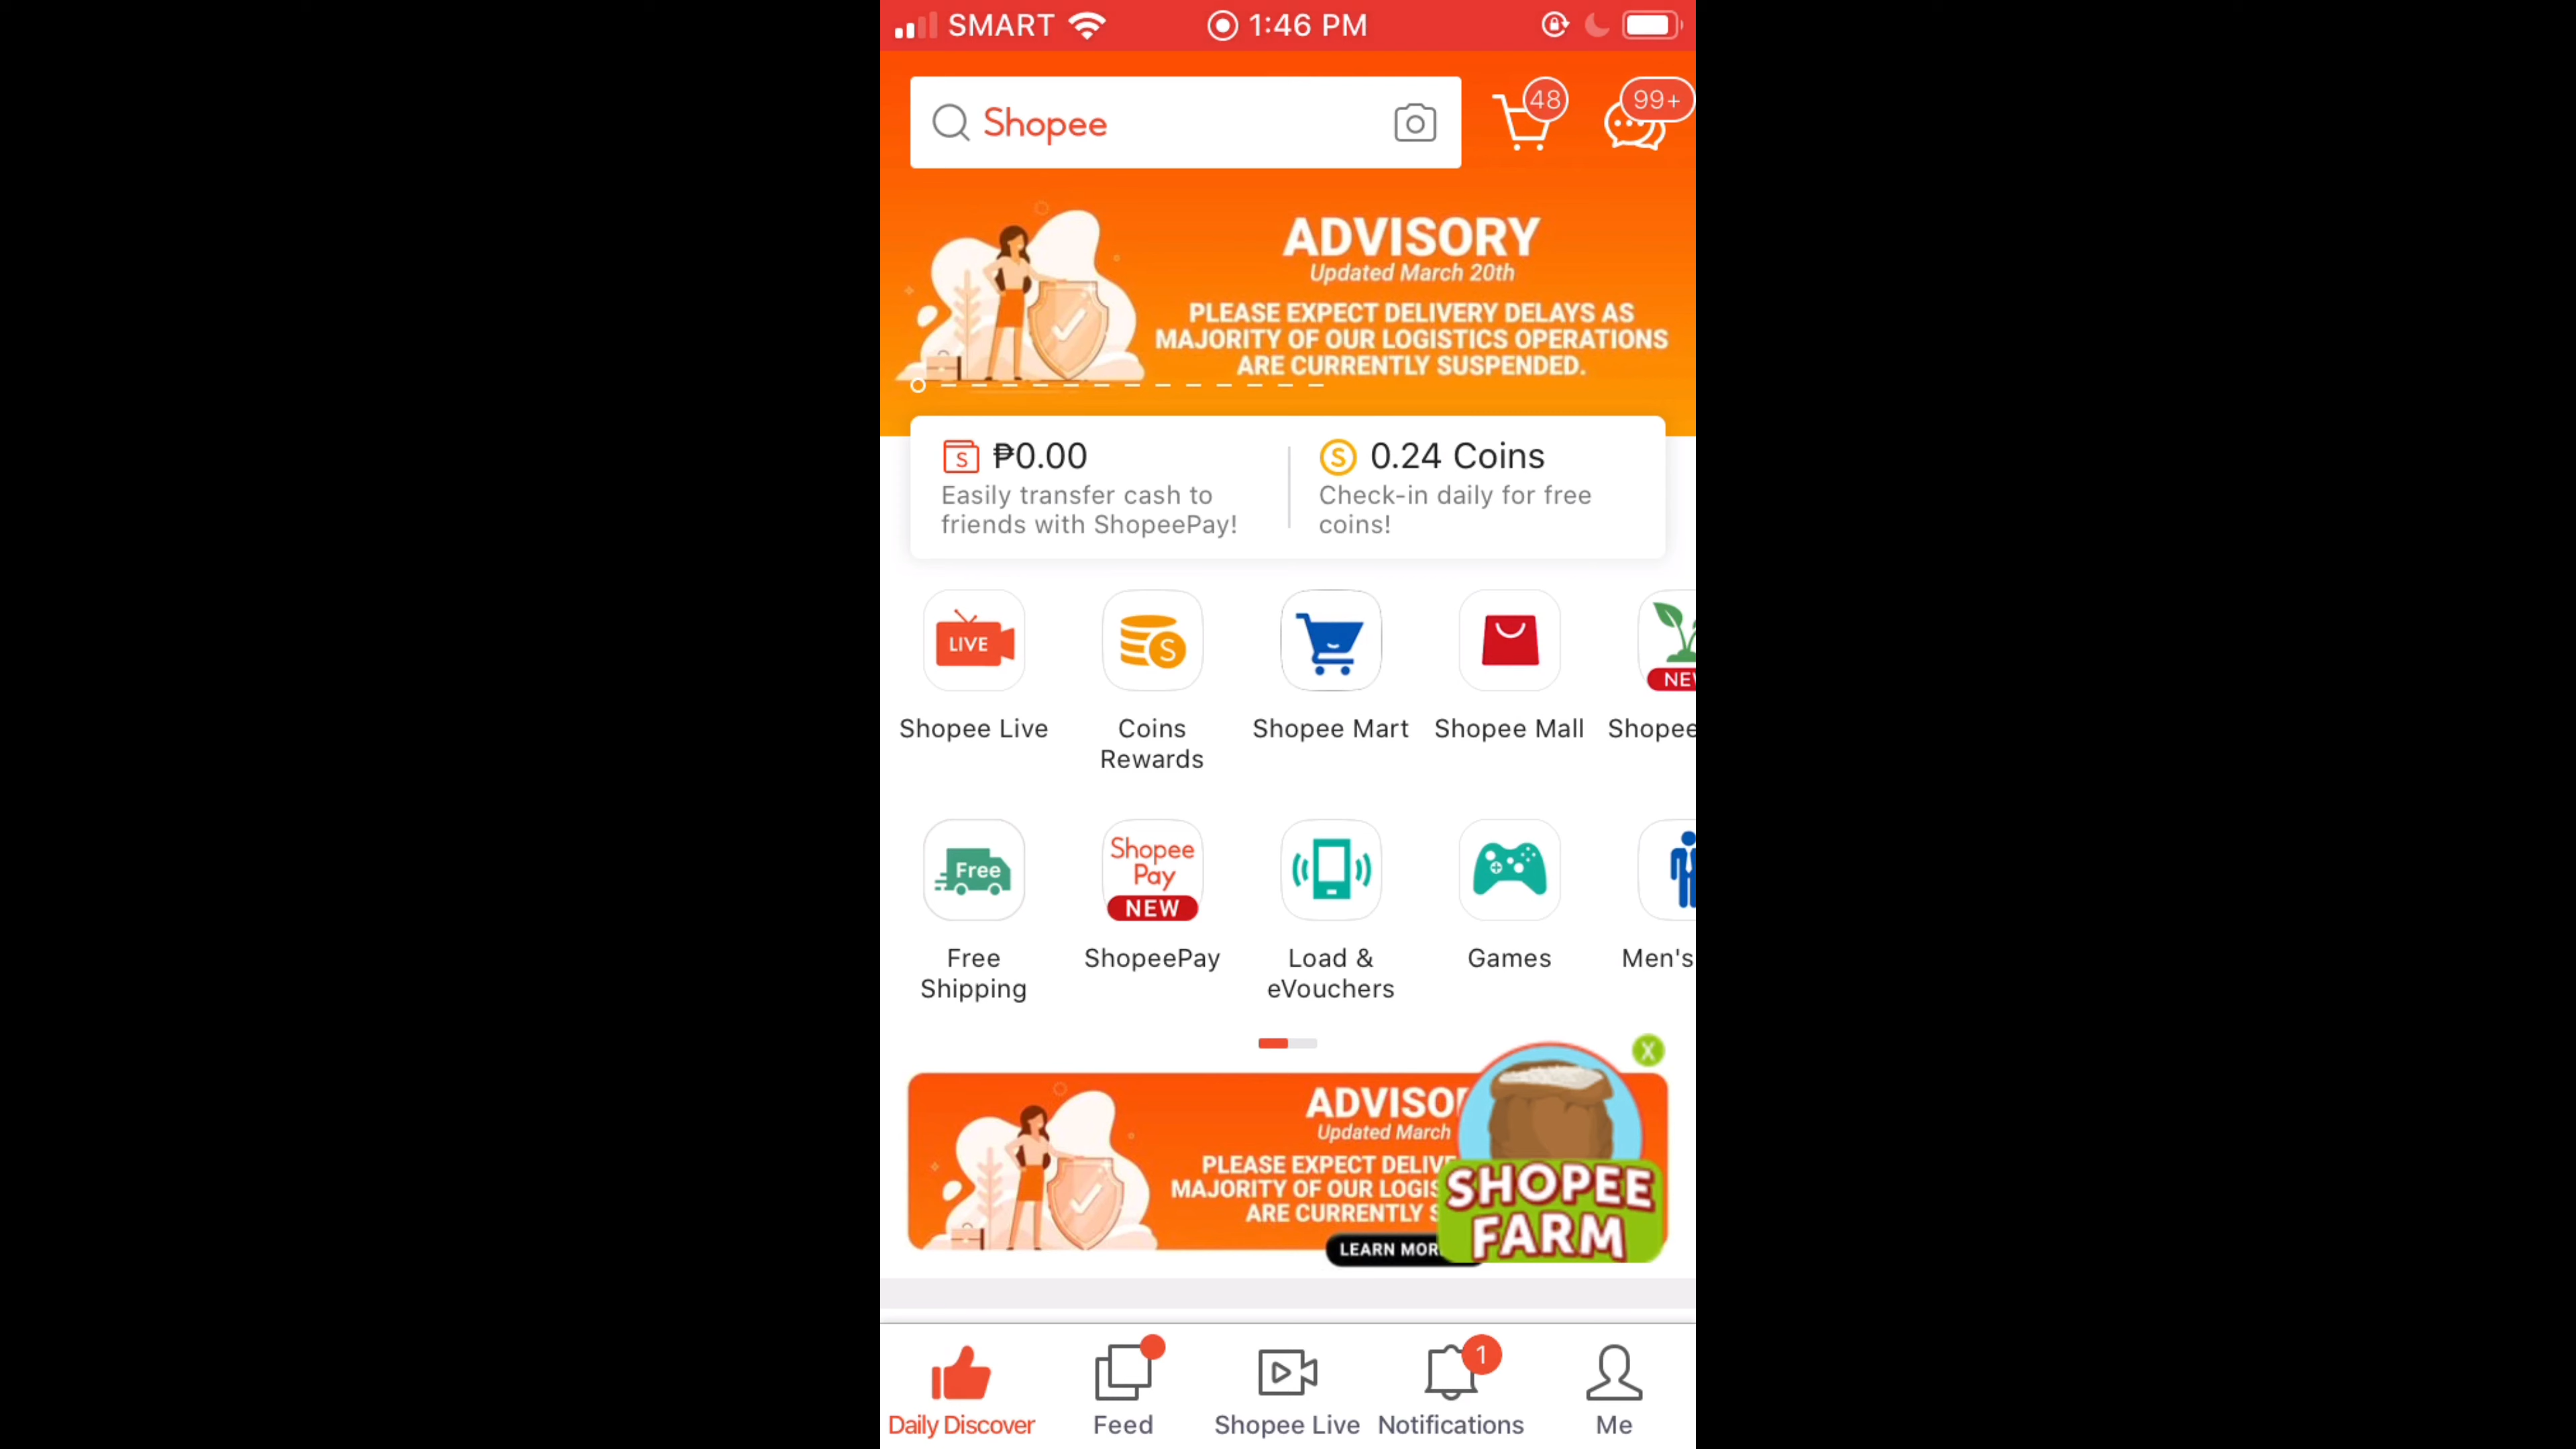 SMART 1:46 PM
Shopee
48
99+
ADVISORY
Updated March 20th
PLEASE EXPECT DELIVERY DELAYS AS
MAJORITY OF OUR LOGISTICS OPERATIONS
ARE CURRENTLY SUSPENDED.
S ₱0.00
Easily transfer cash to
friends with ShopeePay!
S 0.24 Coins
Check-in daily for free
coins!
LIVE
S
NEW
Shopee Live
Coins
Rewards
Shopee Mart
Shopee Mall
Shopee
Free
Shopee
Pay
NEW
Free
Shipping
ShopeePay
Load &
eVouchers
Games
Men's
X
ADVISO
Updated March
PLEASE EXPECT DELIVE
MAJORITY OF OUR LOGIS
ARE CURRENTLY S
LEARN MOR
SHOPEE
FARM
1
Daily Discover
Feed
Shopee Live
Notifications
Me